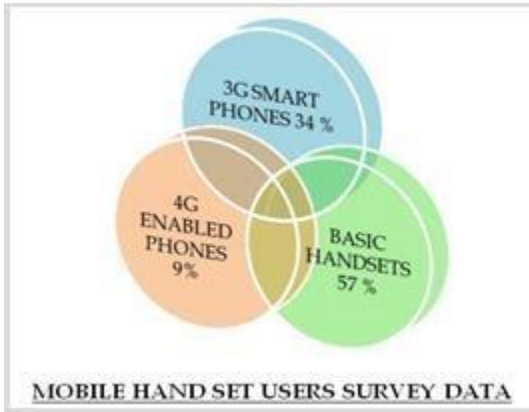 3G SMART
PHONES 34 %
4G
ENABLED
PHONES
9%
BASIC
HANDSETS
57 %
MOBILE HAND SET USERS SURVEY DATA